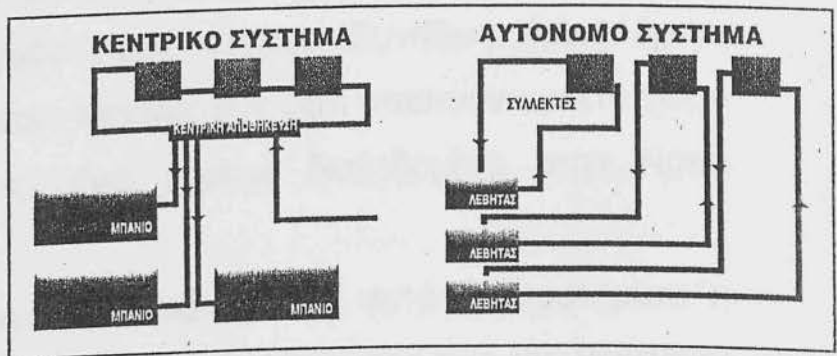 ΚΕΝΤΡΙΚΟ ΣΥΣΤΗΜΑ
ΚΕΝΤΡΙΚΗ ΑΠΟΘΗΚΕΥΣΗ
ΜΠΑΝΙΟ
ΜΠΑΝΙΟ
ΜΠΑΝΙΟ
ΑΥΤΟΝΟΜΟ ΣΥΣΤΗΜΑ
ΣΥΛΛΕΚΤΕΣ
ΛΕΒΗΤΑΣ
ΛΕΒΗΤΑΣ
ΛΕΒΗΤΑΣ